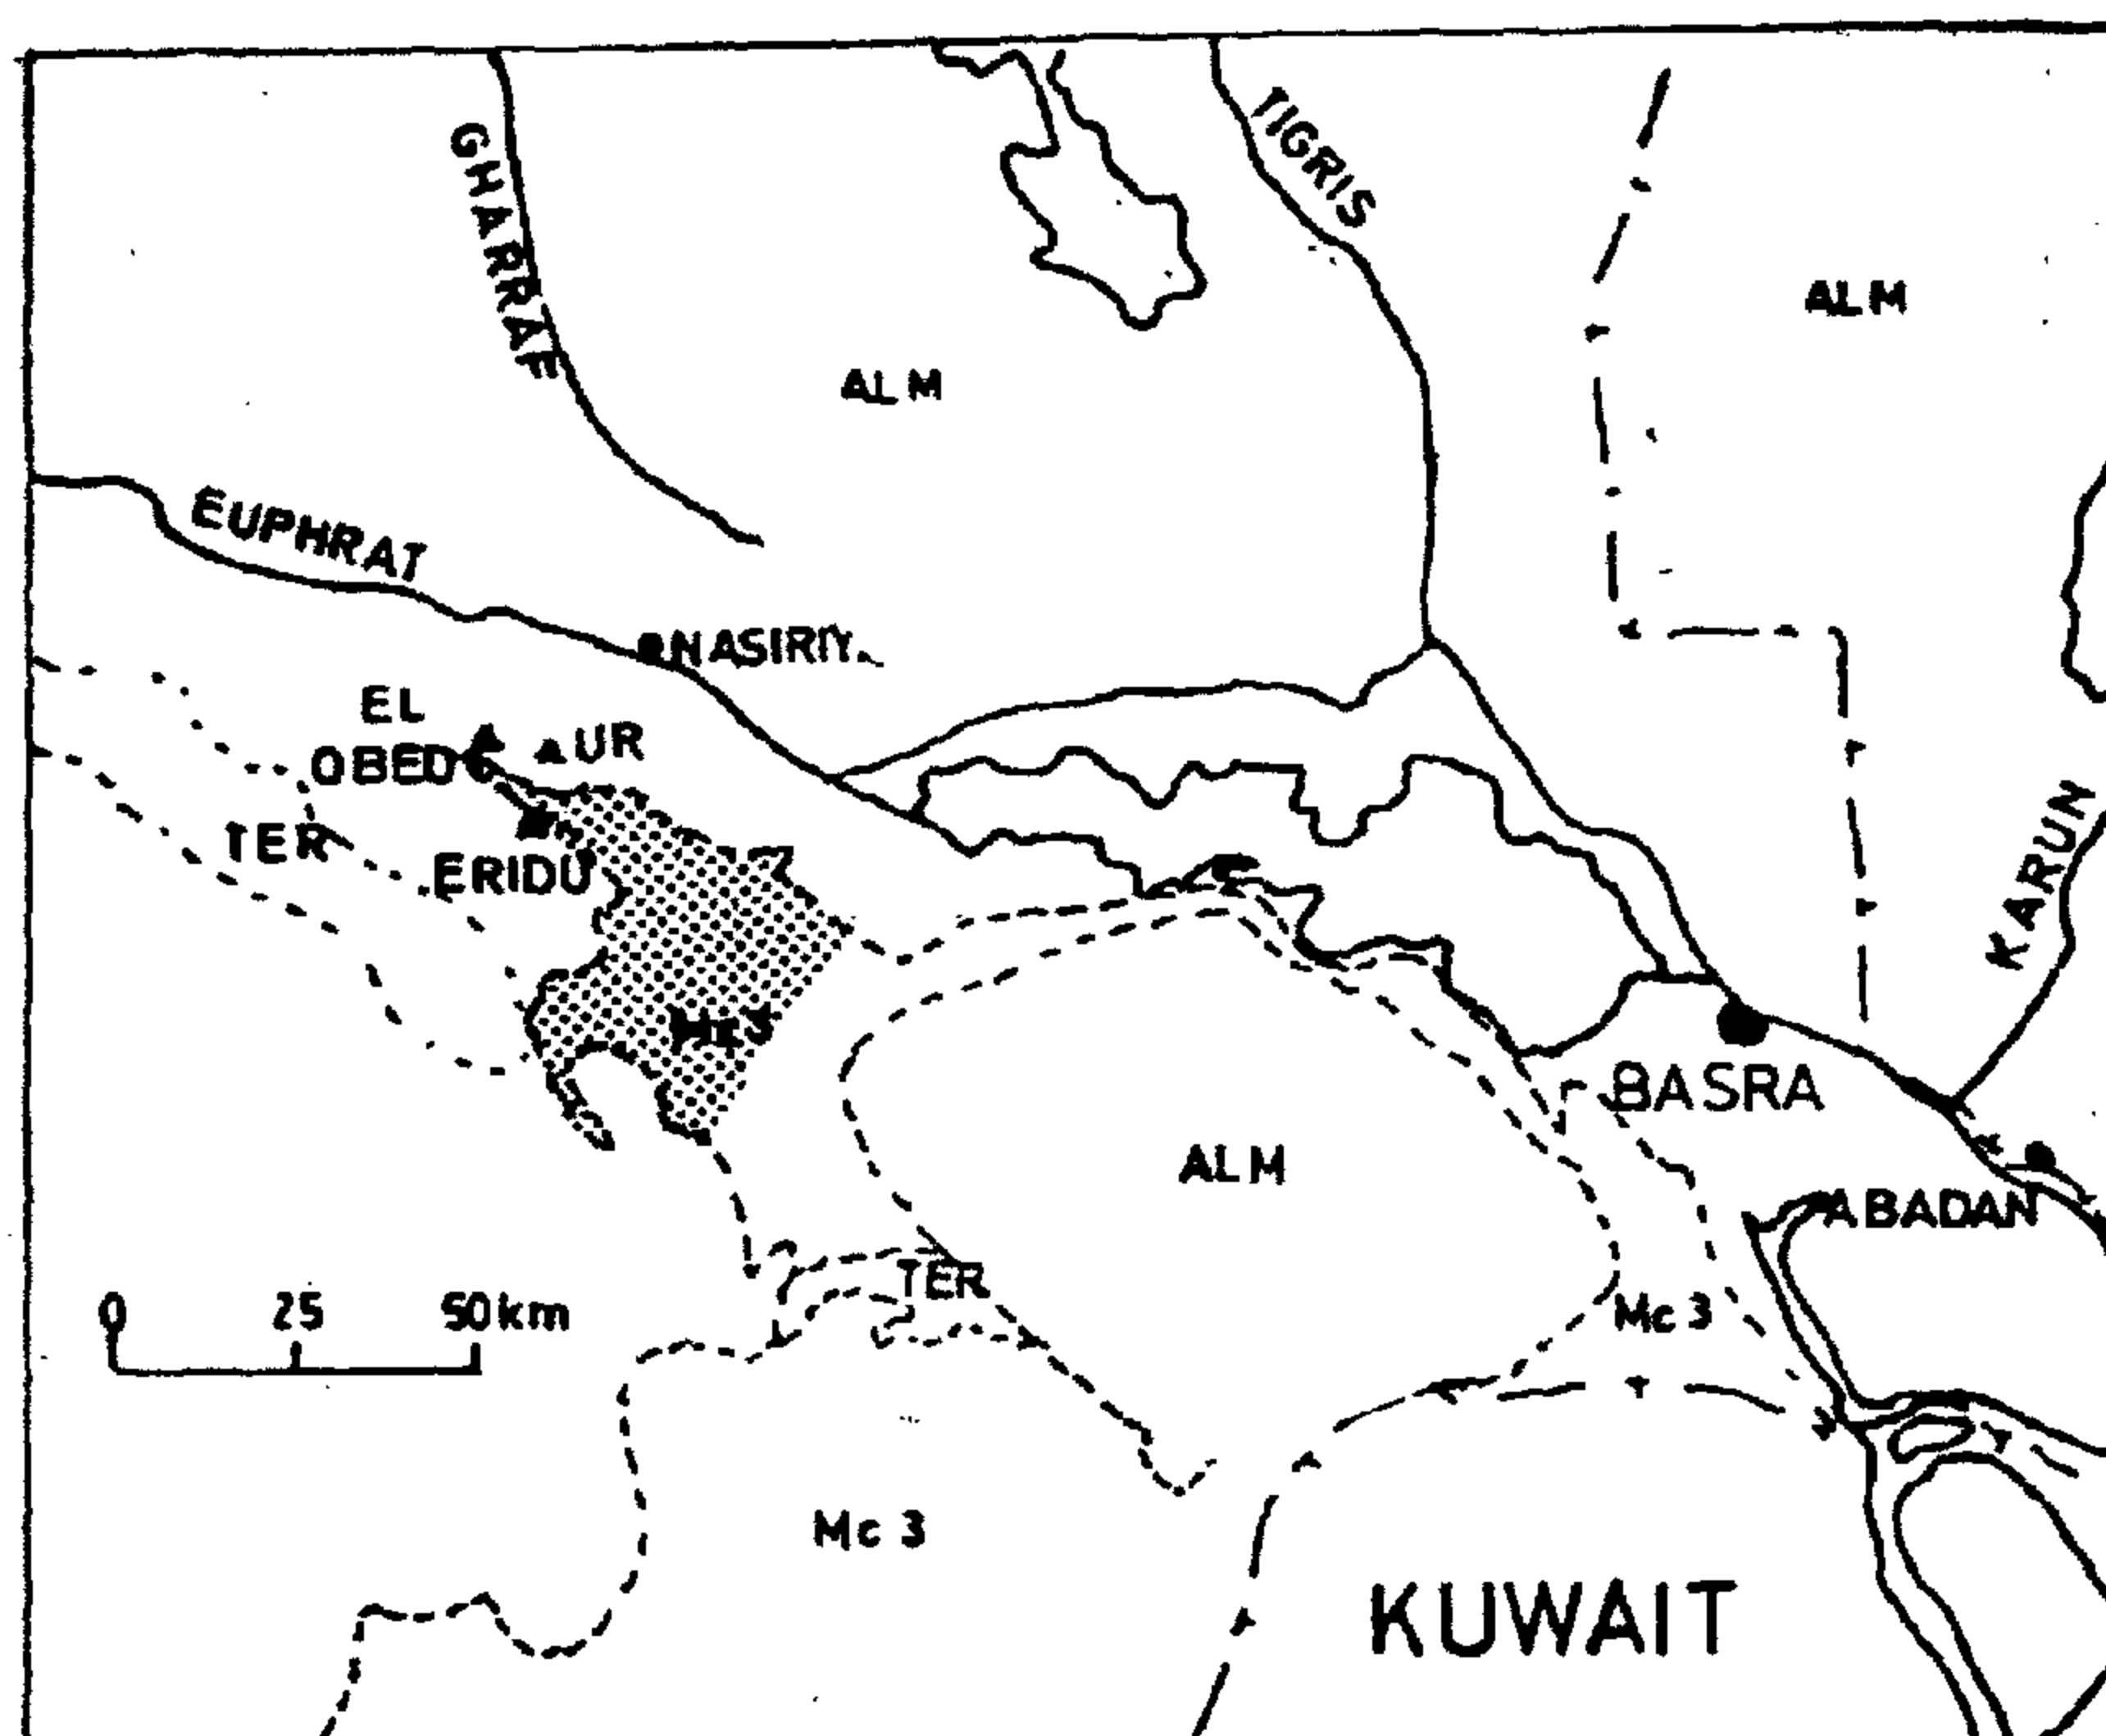 GHARRAF
TIGRIS
ALM
ALM
EUPHRAT
NASIRIY
EL
OBED
UR
TER
ERIDU
KARUN
BASRA
ALM
ABADAN
TER
0 25 50km
Mc 3
Mc 3
KUWAIT